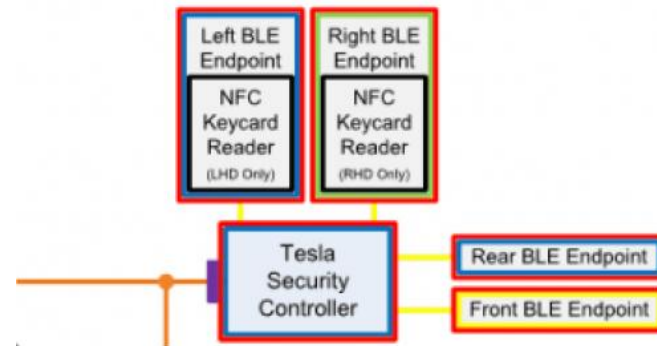 Left BLE
Endpoint
NFC
Keycard
Reader
(LHD Only)
Right BLE
Endpoint
NFC
Keycard
Reader
(RHD Only)
Tesla
Security
Controller
Rear BLE Endpoint
Front BLE Endpoint